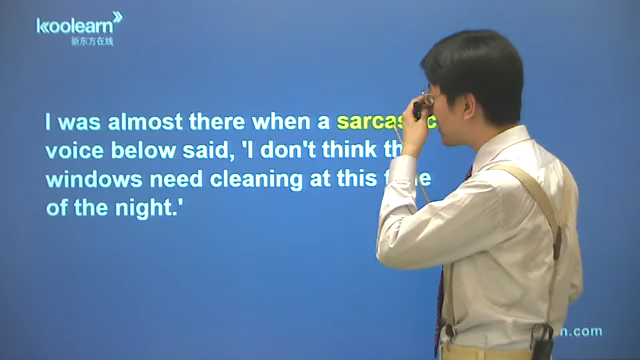 koolearn
新东方在线
I was almost there when a
voice below said, 'I don't think
windows need cleaning at this
of the night.'